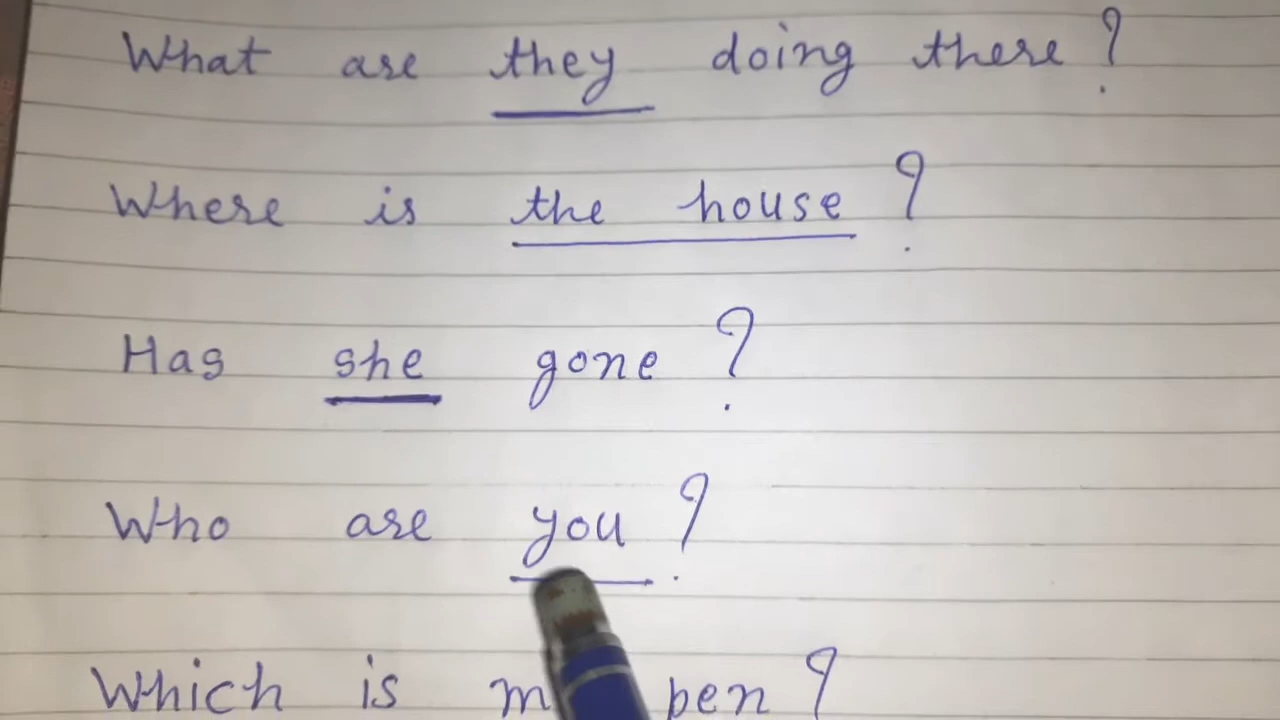 What are they doing there?
Where is the house?
Has she gone?
Who are you?
Which is pen?